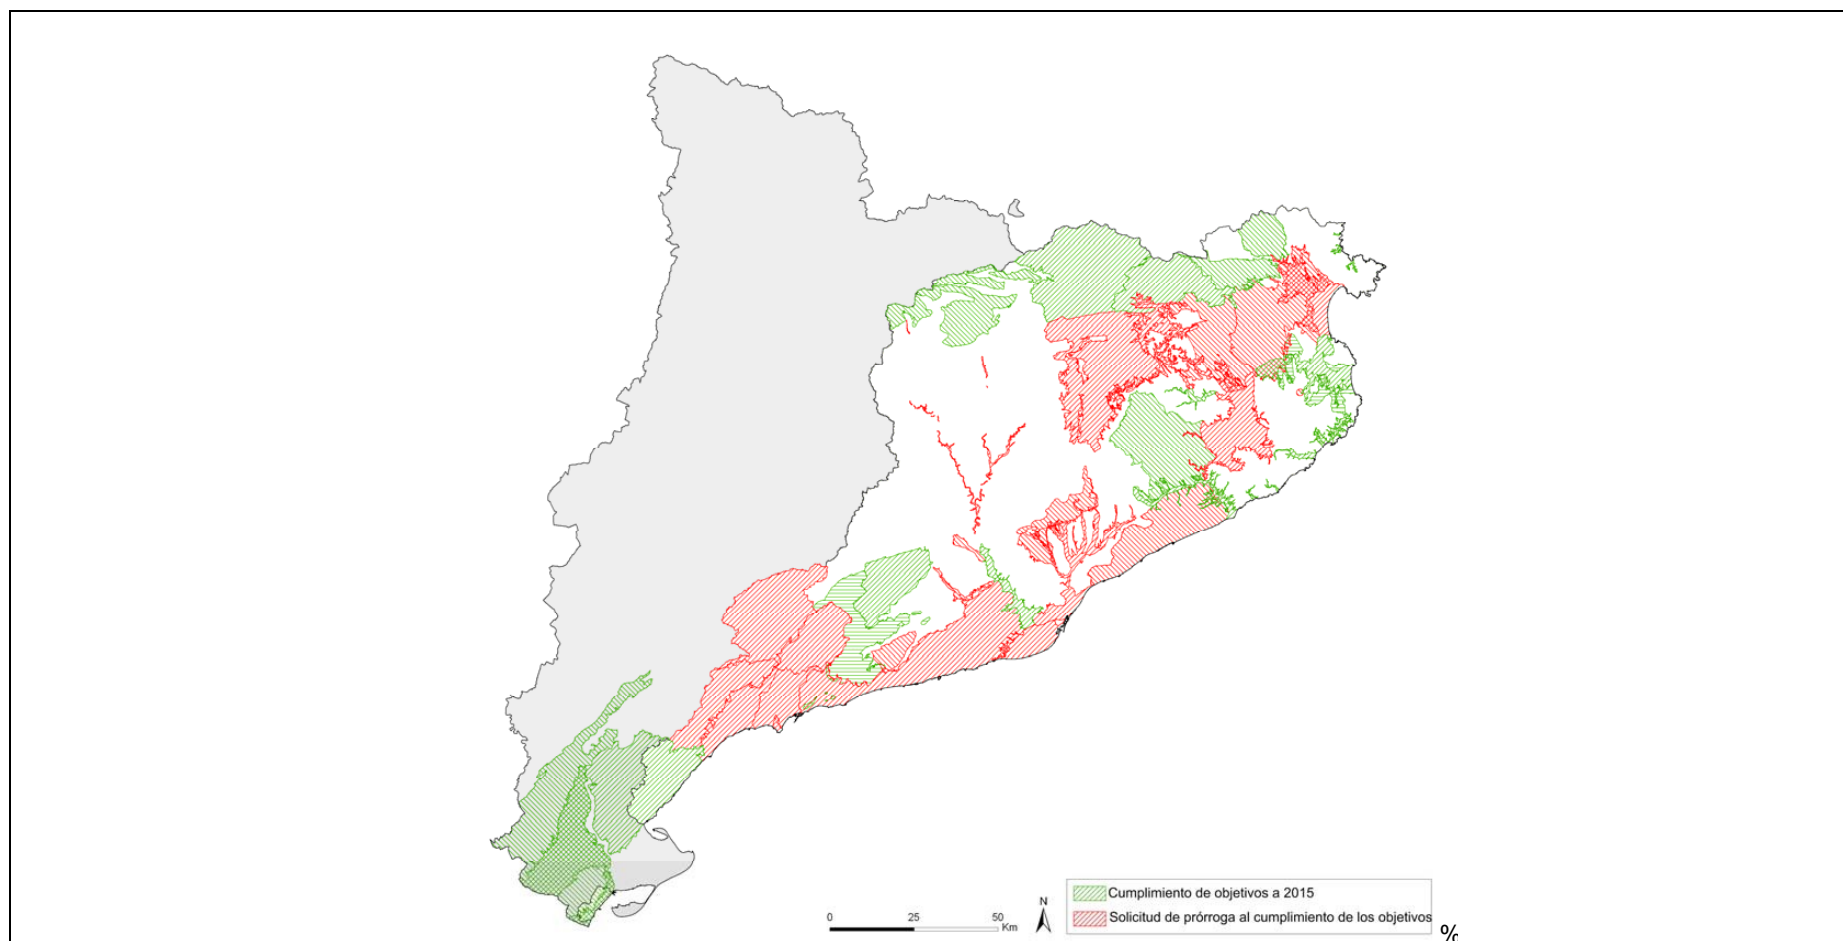 Cumplimiento de objetivos a 2015
Solicitud de prórroga al cumplimiento de los objetivos
N
0 25 50
Km
%